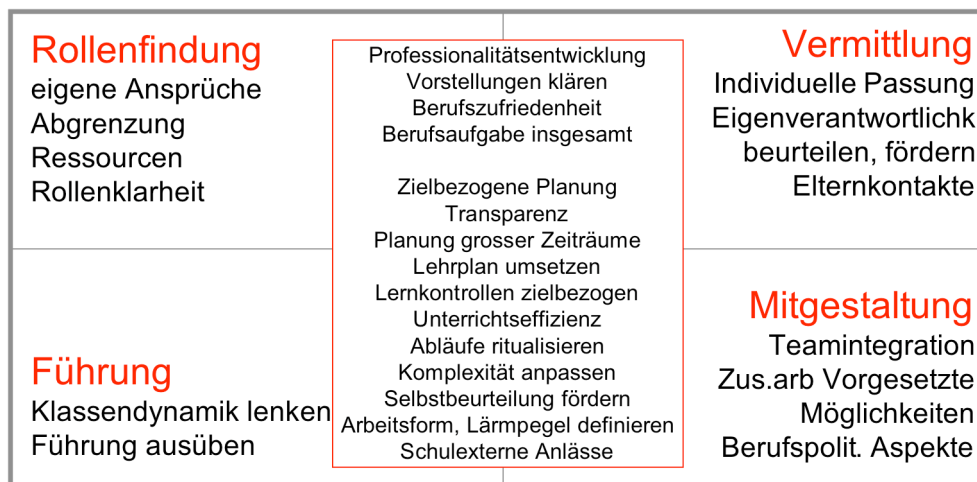 Rollenfindung
eigene Ansprüche
Abgrenzung
Ressourcen
Rollenklarheit
Professionalitätsentwicklung
Vorstellungen klären
Berufszufriedenheit
Berufsaufgabe insgesamt
Zielbezogene Planung
Transparenz
Planung grosser Zeiträume
Lehrplan umsetzen
Lernkontrollen zielbezogen
Unterrichtseffizienz
Abläufe ritualisieren
Komplexität anpassen
Selbstbeurteilung fördern
Arbeitsform, Lärmpegel definieren
Schulexterne Anlässe
Vermittlung
Individuelle Passung
Eigenverantwortlichk
beurteilen, fördern
Elternkontakte
Führung
Klassendynamik lenken
Führung ausüben
Mitgestaltung
Teamintegration
Zus.arb Vorgesetzte
Möglichkeiten
Berufspolit. Aspekte